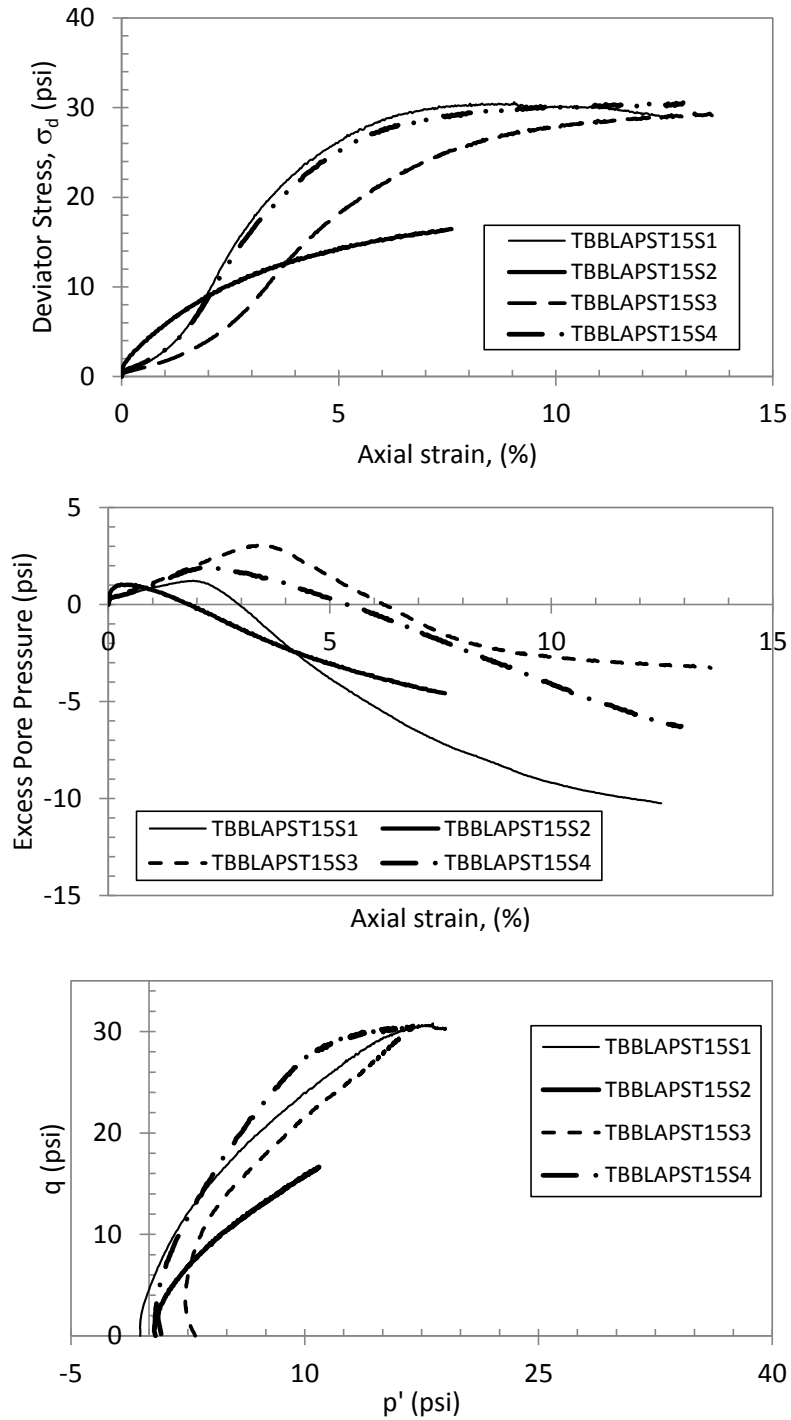 40
30
20
10
0
Deviator Stress, σd (psi)
TBBLAPST15S1
TBBLAPST15S2
TBBLAPST15S3
TBBLAPST15S4
0 5 10 15
Axial strain, (%)
5
0
-5
-10
-15
Excess Pore Pressure (psi)
0 5 10 15
TBBLAPST15S1 TBBLAPST15S2
TBBLAPST15S3 TBBLAPST15S4
Axial strain, (%)
30
20
10
0
q (psi)
TBBLAPST15S1
TBBLAPST15S2
TBBLAPST15S3
TBBLAPST15S4
-5 10 25 40
p' (psi)